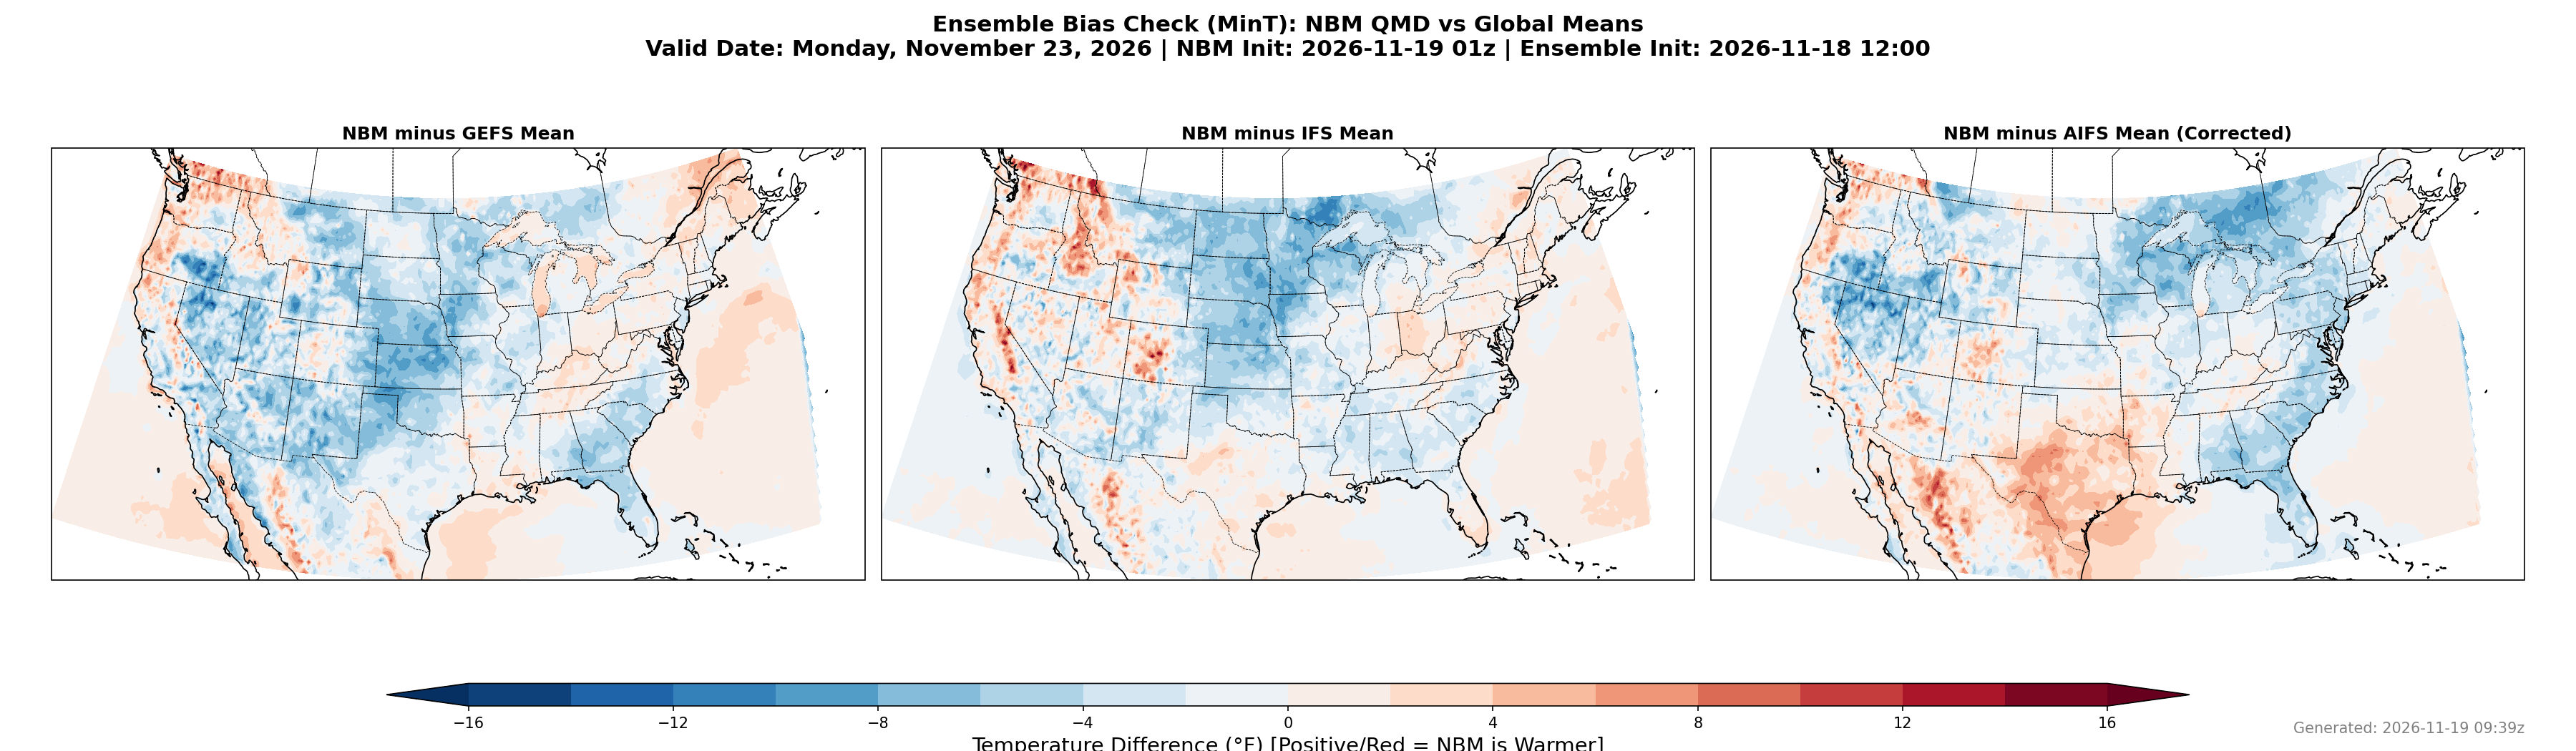 Ensemble Bias Check (MinT): NBM QMD vs Global Means
Valid Date: Monday, November 23, 2026 | NBM Init: 2026-11-19 01z | Ensemble Init: 2026-11-18 12:00
NBM minus GEFS Mean
NBM minus IFS Mean
NBM minus AIFS Mean (Corrected)
−16 −12 −8 −4 0 4 8 12 16
Generated: 2026-11-19 09:39z
Temperature Difference (°F) [Positive/Red = NBM is Warmer]